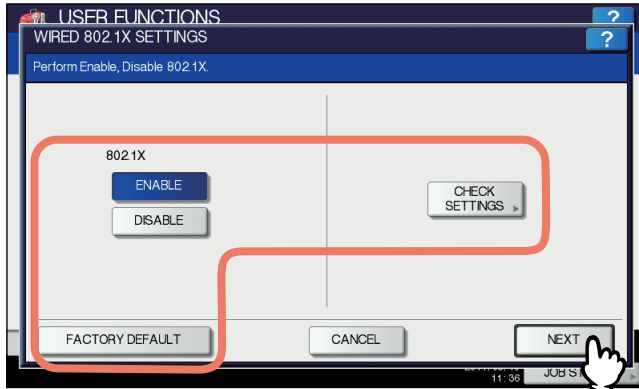 USER FUNCTIONS
?
WIRED 802.1X SETTINGS
?
Perform Enable, Disable 802.1X.
802.1X
ENABLE
DISABLE
CHECK
SETTINGS
FACTORY DEFAULT
CANCEL
NEXT
11:36
JOB